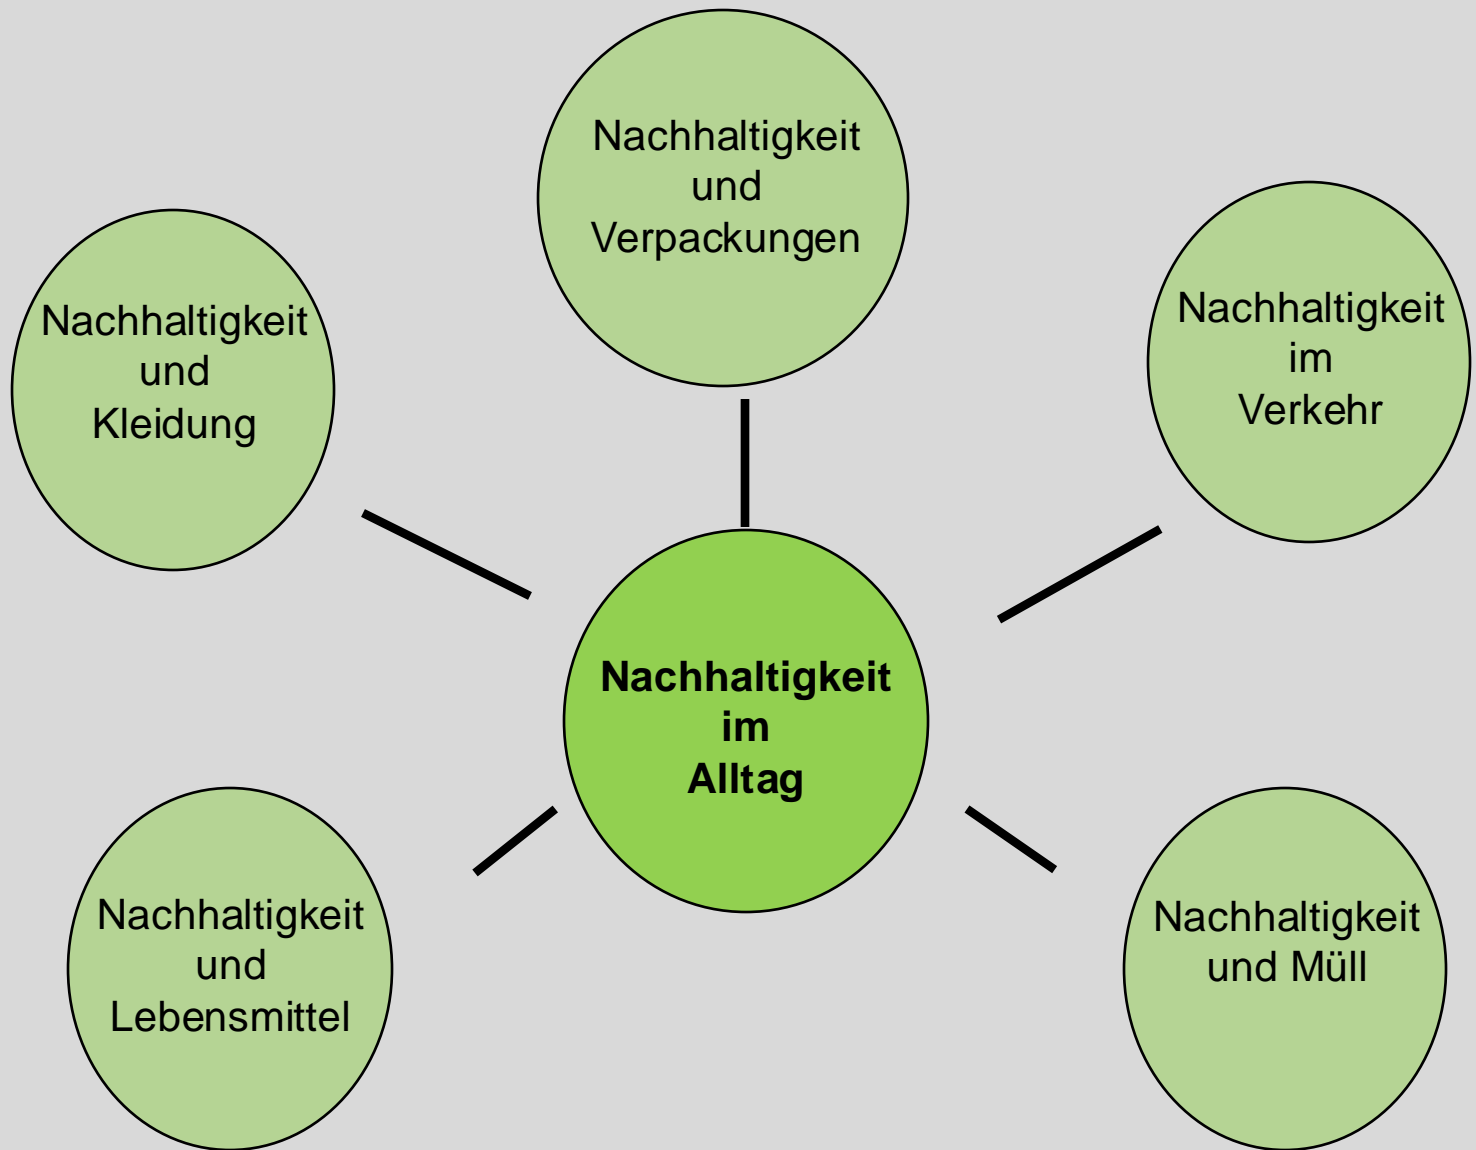 Nachhaltigkeit
und
Verpackungen
Nachhaltigkeit
und
Kleidung
Nachhaltigkeit
im
Verkehr
Nachhaltigkeit
im
Alltag
Nachhaltigkeit
und
Lebensmittel
Nachhaltigkeit
und Müll